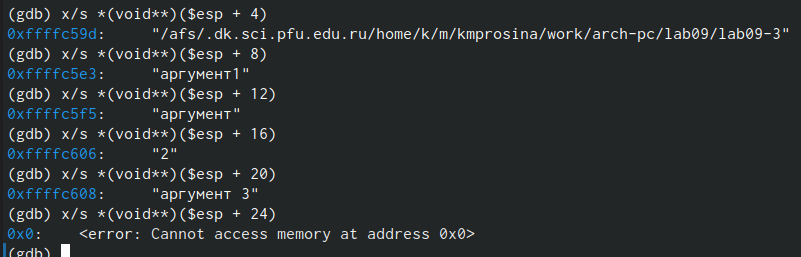 (gdb) x/s *(void**)($esp + 4)
0xffffc59d:     "/afs/.dk.sci.pfu.edu.ru/home/k/m/kmprosina/work/arch-pc/lab09/lab09-3"
(gdb) x/s *(void**)($esp + 8)
0xffffc5e3:     "аргумент1"
(gdb) x/s *(void**)($esp + 12)
0xffffc5f5:     "аргумент"
(gdb) x/s *(void**)($esp + 16)
0xffffc606:     "2"
(gdb) x/s *(void**)($esp + 20)
0xffffc608:     "аргумент 3"
(gdb) x/s *(void**)($esp + 24)
0x0:    <error: Cannot access memory at address 0x0>
(gdb)